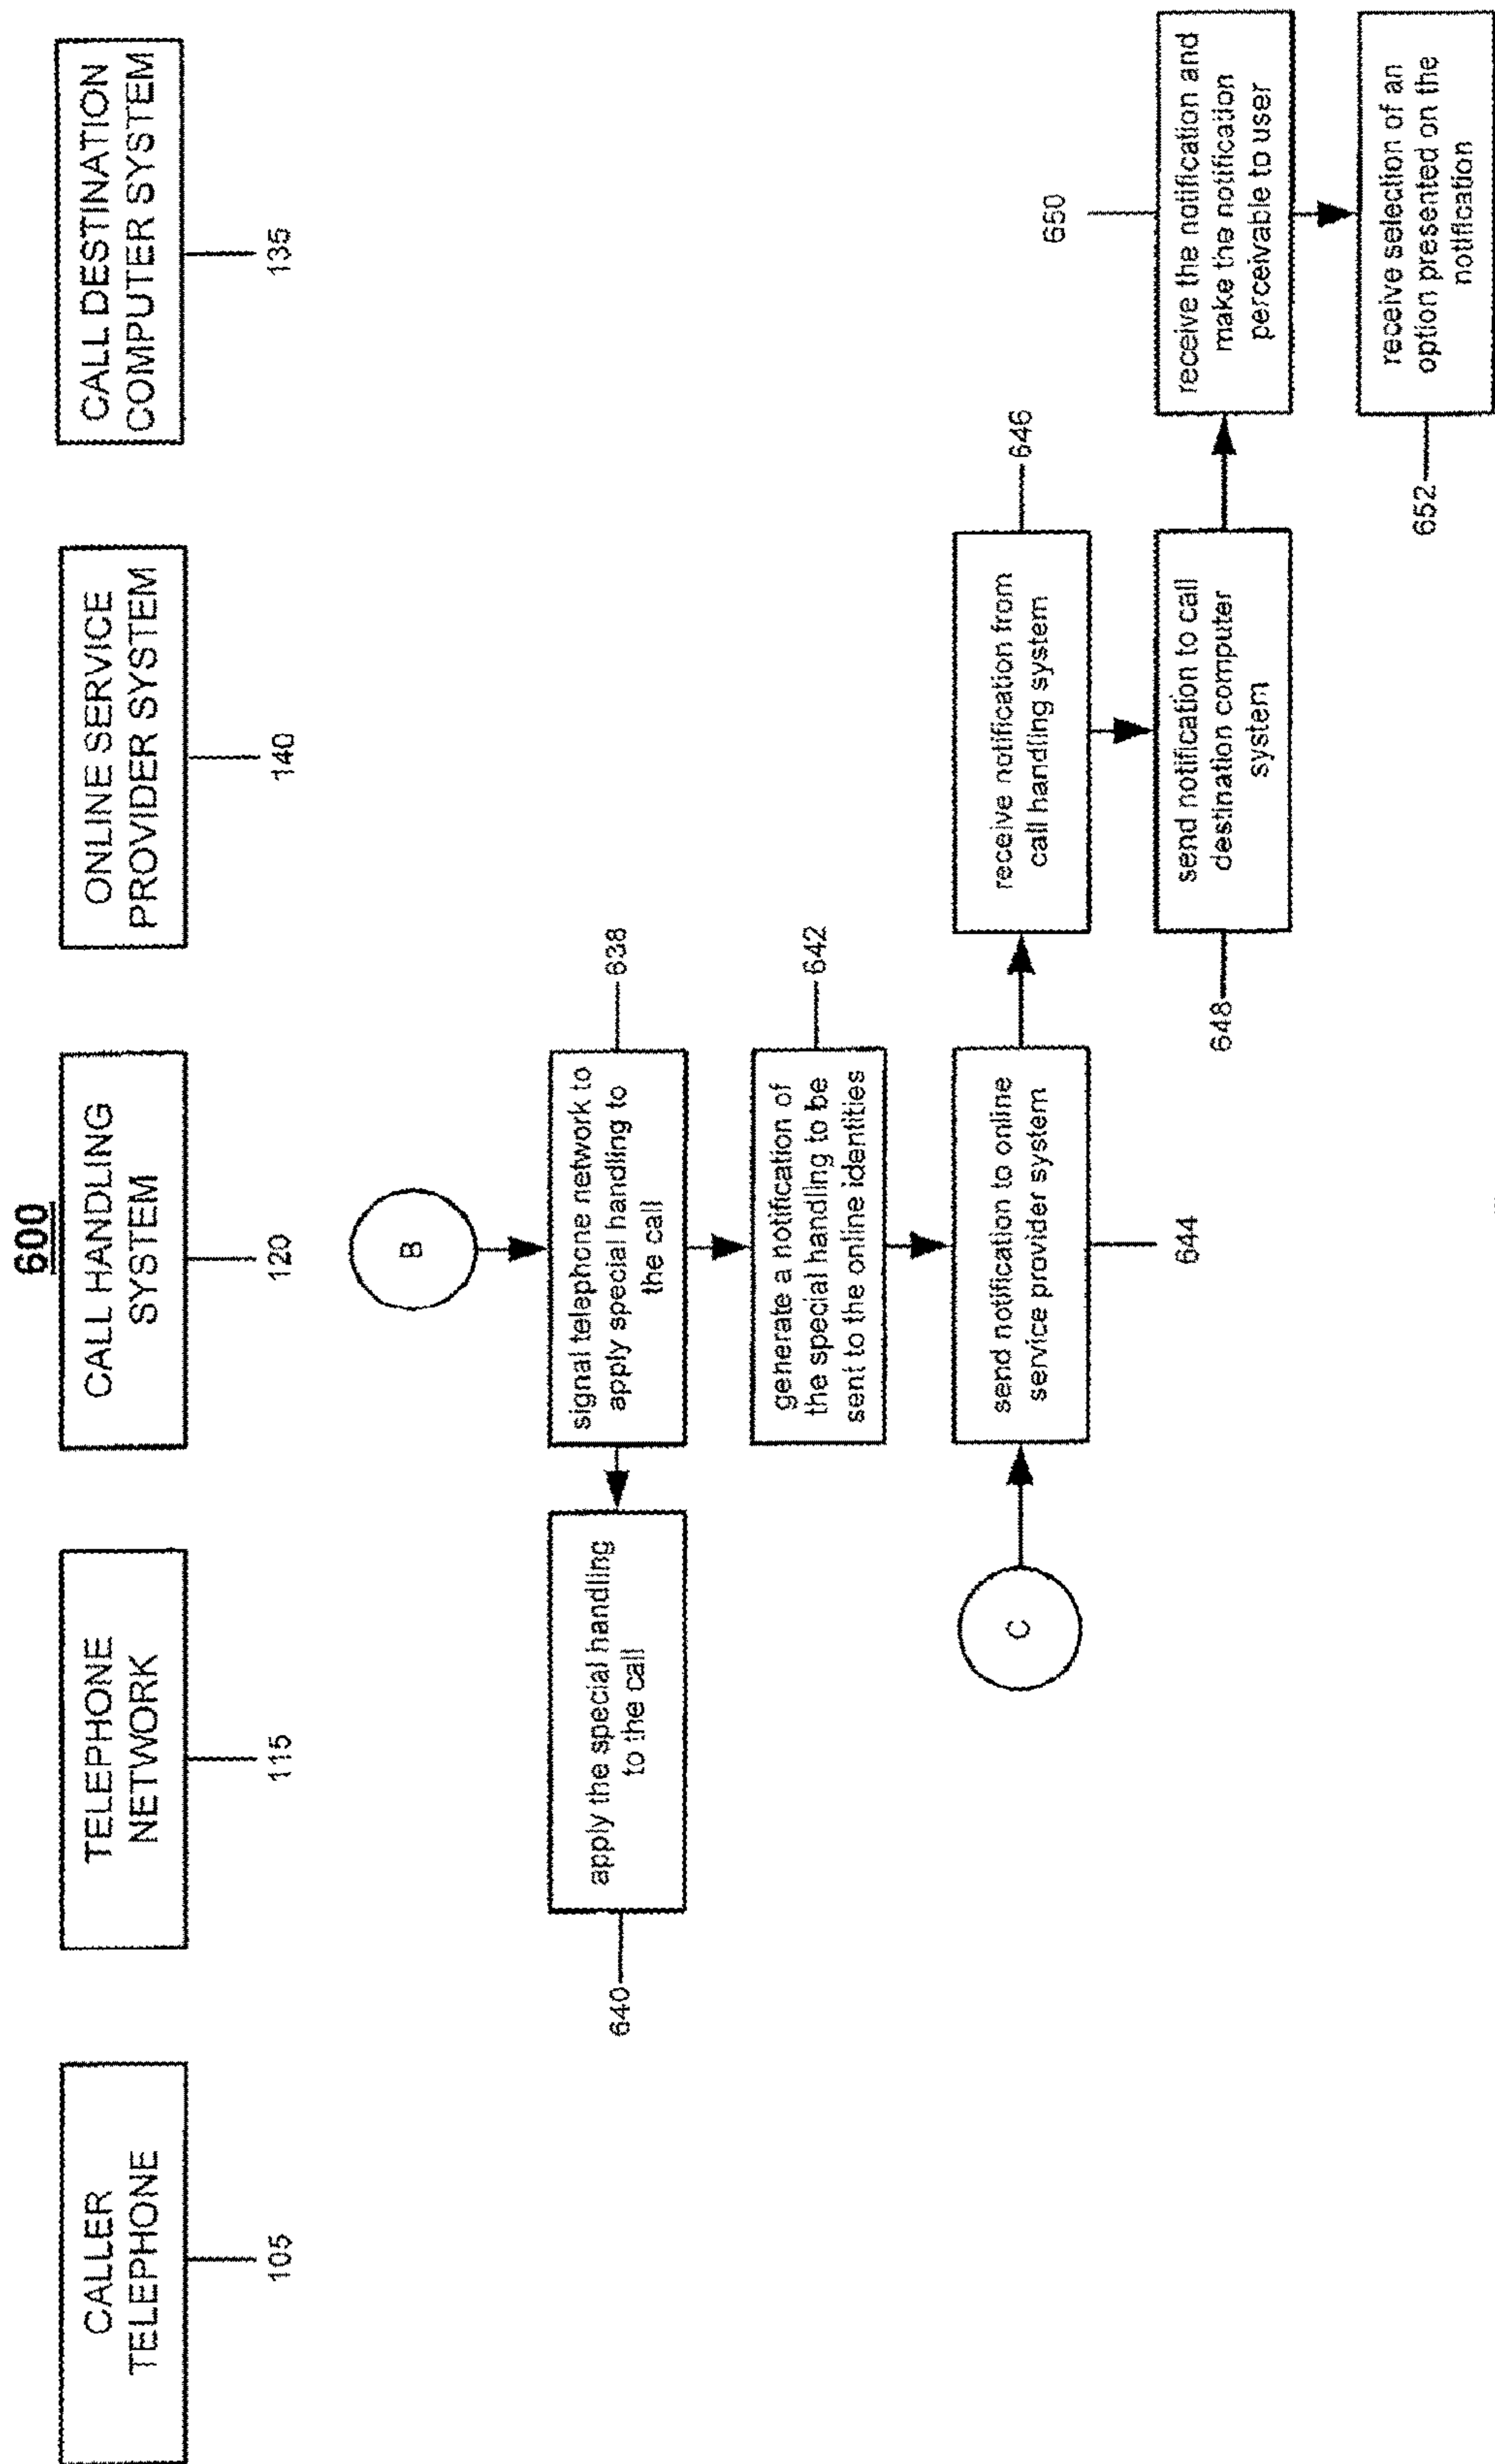 600
CALLER
TELEPHONE
105
TELEPHONE
NETWORK
115
CALL HANDLING
SYSTEM
120
ONLINE SERVICE
PROVIDER SYSTEM
140
CALL DESTINATION
COMPUTER SYSTEM
135
B
640
apply the special handling
to the call
signal telephone network to
apply special handling to
the call
638
generate a notification of
the special handling to be
sent to the online identities
642
C
send notification to online
service provider system
644
receive notification from
call handling system
646
648
send notification to call
destination computer
system
650
receive the notification and
make the notification
perceivable to user
652
receive selection of an
option presented on the
notification